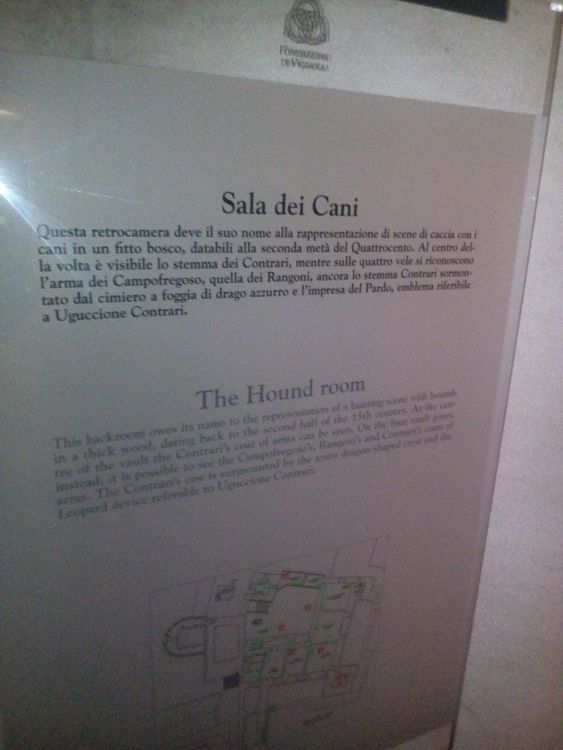 Fondazione
di Vignola
Sala dei Cani
Questa retrocamera deve il suo nome alla rappresentazione di scene di caccia con i
cani in un fitto bosco, databili alla seconda metà del Quattrocento. Al centro del-
la volta è visibile lo stemma dei Contrari, mentre sulle quattro vele si riconoscono
l'arma dei Campofregoso, quella dei Rangoni, ancora lo stemma Contrari sormon-
tato dal cimiero a foggia di drago azzurro e l'impresa del Pardo, emblema riferibile
a Uguccione Contrari.
The Hound room
This backroom owes its name to the representation of a hunting scene with hounds
in a thick wood, dating back to the second half of the 15th century. At the cen-
tre of the vault the Contrari's coat of arms can be seen. On the four vault gores,
instead, it is possible to see the Campofregoso's, Rangoni's and Contrari's coats of
arms. The Contrari's one is surmounted by the azure dragon-shaped crest and the
Leopard device referable to Uguccione Contrari.